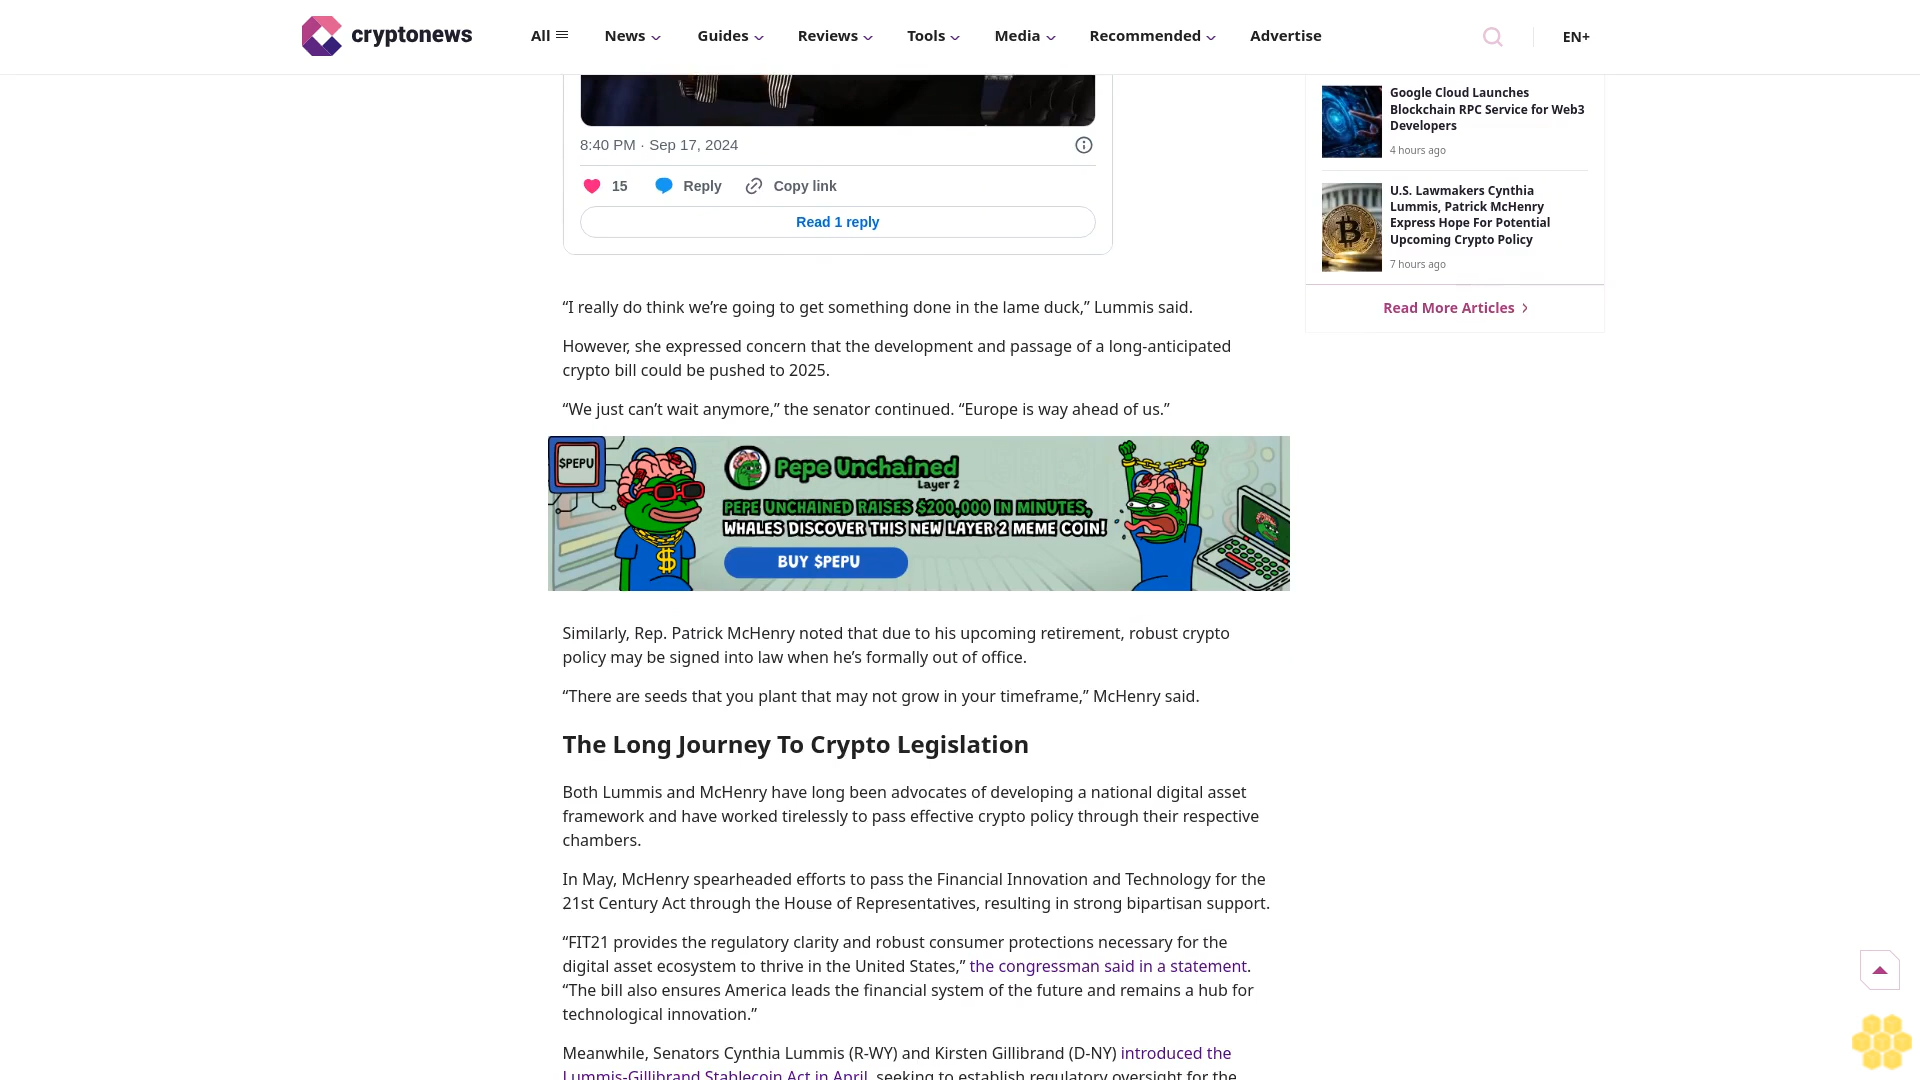 cryptonews
All
News
Guides
Reviews
Tools
Media
Recommended
Advertise
EN+
8:40 PM · Sep 17, 2024
15
Reply
Copy link
Read 1 reply
“I really do think we’re going to get something done in the lame duck,” Lummis said.
However, she expressed concern that the development and passage of a long-anticipated
crypto bill could be pushed to 2025.
“We just can’t wait anymore,” the senator continued. “Europe is way ahead of us.”
$PEPU
Pepe Unchained
Layer 2
PEPE UNCHAINED RAISES $200,000 IN MINUTES,
WHALES DISCOVER THIS NEW LAYER 2 MEME COIN!
BUY $PEPU
Similarly, Rep. Patrick McHenry noted that due to his upcoming retirement, robust crypto
policy may be signed into law when he’s formally out of office.
“There are seeds that you plant that may not grow in your timeframe,” McHenry said.
The Long Journey To Crypto Legislation
Both Lummis and McHenry have long been advocates of developing a national digital asset
framework and have worked tirelessly to pass effective crypto policy through their respective
chambers.
In May, McHenry spearheaded efforts to pass the Financial Innovation and Technology for the
21st Century Act through the House of Representatives, resulting in strong bipartisan support.
“FIT21 provides the regulatory clarity and robust consumer protections necessary for the
digital asset ecosystem to thrive in the United States,” the congressman said in a statement.
“The bill also ensures America leads the financial system of the future and remains a hub for
technological innovation.”
Meanwhile, Senators Cynthia Lummis (R-WY) and Kirsten Gillibrand (D-NY) introduced the
Lummis-Gillibrand Stablecoin Act in April, seeking to establish regulatory oversight for the
Google Cloud Launches
Blockchain RPC Service for Web3
Developers
4 hours ago
U.S. Lawmakers Cynthia
Lummis, Patrick McHenry
Express Hope For Potential
Upcoming Crypto Policy
7 hours ago
Read More Articles